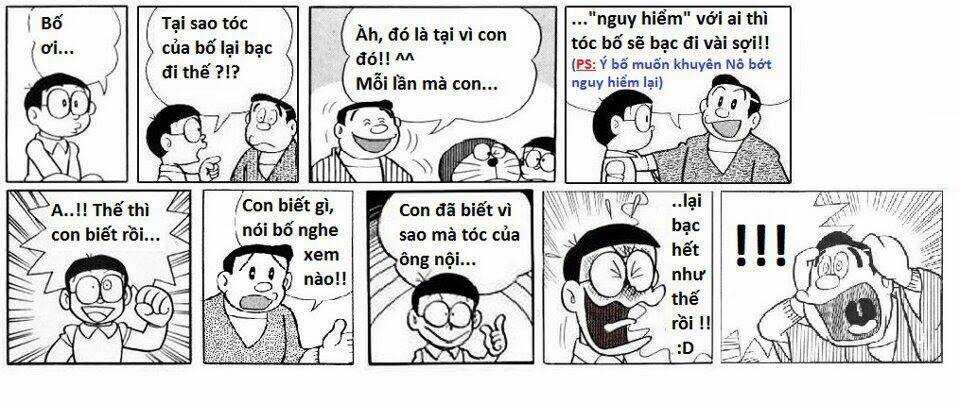 Bố
ơi...
Tại sao tóc
của bố lại bạc
đi thế ?!?
Àh, đó là tại vì con
đó!! ^^
Mỗi lần mà con...
..."nguy hiểm" với ai thì
tóc bố sẽ bạc đi vài sợi!!
(PS: Ý bố muốn khuyên Nô bớt
nguy hiểm lại)
A..!! Thế thì
con biết rồi...
Con biết gì,
nói bố nghe
xem
nào!!
Con đã biết vì
sao mà tóc của
ông nội...
..lại
bạc
hết
như
thế
rồi !!
:D
!!!